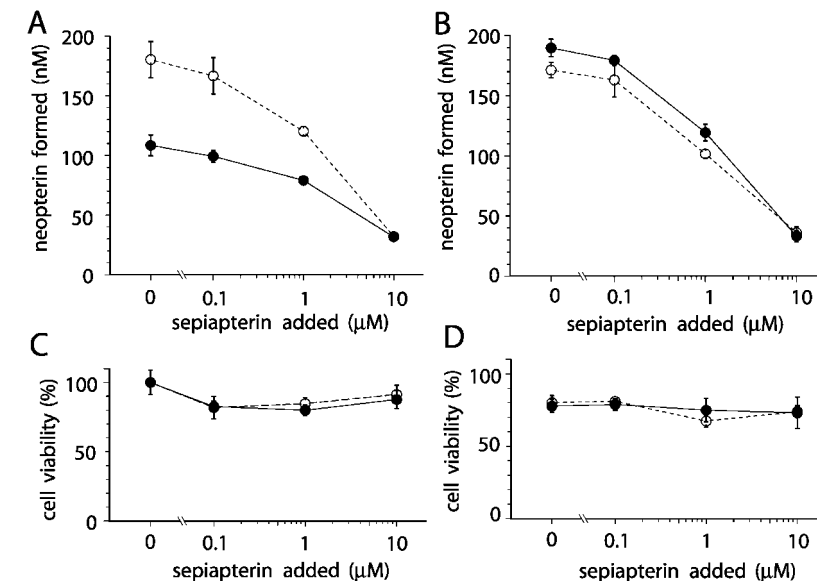 A
neopterin formed (nM)
200
150
100
50
0
0
0.1
1
10
sepiapterin added (μM)
B
neopterin formed (nM)
200
150
100
50
0
0
0.1
1
10
sepiapterin added (μM)
C
cell viability (%)
100
50
0
0
0.1
1
10
sepiapterin added (μM)
D
cell viability (%)
100
50
0
0
0.1
1
10
sepiapterin added (μM)